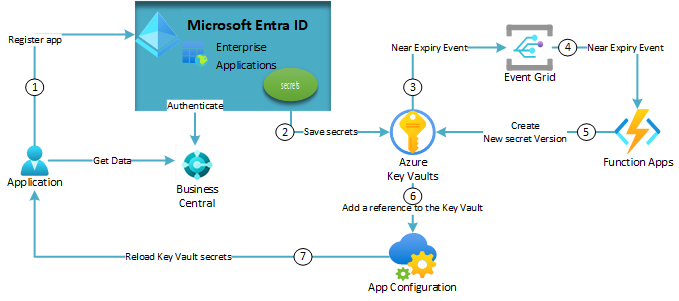 Microsoft Entra ID
Register app
Enterprise
Applications
secrets
Near Expiry Event
4
Near Expiry Event
Event Grid
1
3
Authenticate
2
Save secrets
Create
New secret Version
5
Get Data
Application
Business
Central
Azure
Key Vaults
Function Apps
6
Add a reference to the Key Vault
Reload Key Vault secrets
7
App Configuration